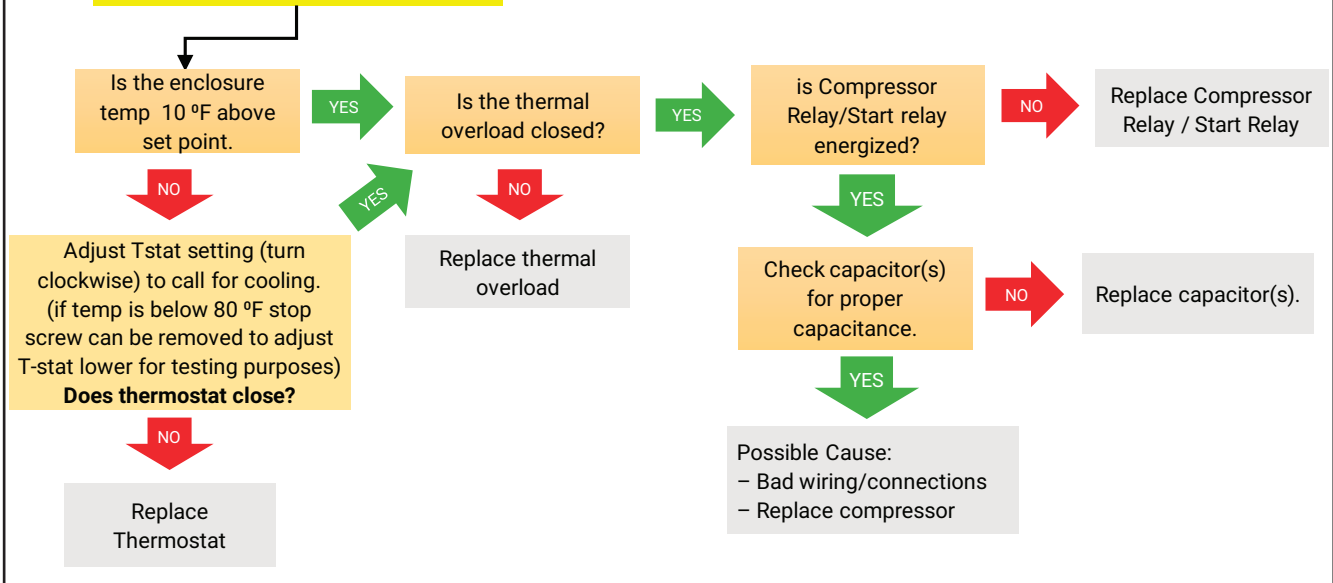 Is the enclosure
temp 10 ºF above
set point.
YES
Is the thermal
overload closed?
YES
is Compressor
Relay/Start relay
energized?
NO
Replace Compressor
Relay / Start Relay
NO
YES
NO
YES
Adjust Tstat setting (turn
clockwise) to call for cooling.
(if temp is below 80 ºF stop
screw can be removed to adjust
T-stat lower for testing purposes)
Does thermostat close?
Replace thermal
overload
Check capacitor(s)
for proper
capacitance.
NO
Replace capacitor(s).
NO
YES
Replace
Thermostat
Possible Cause:
– Bad wiring/connections
– Replace compressor